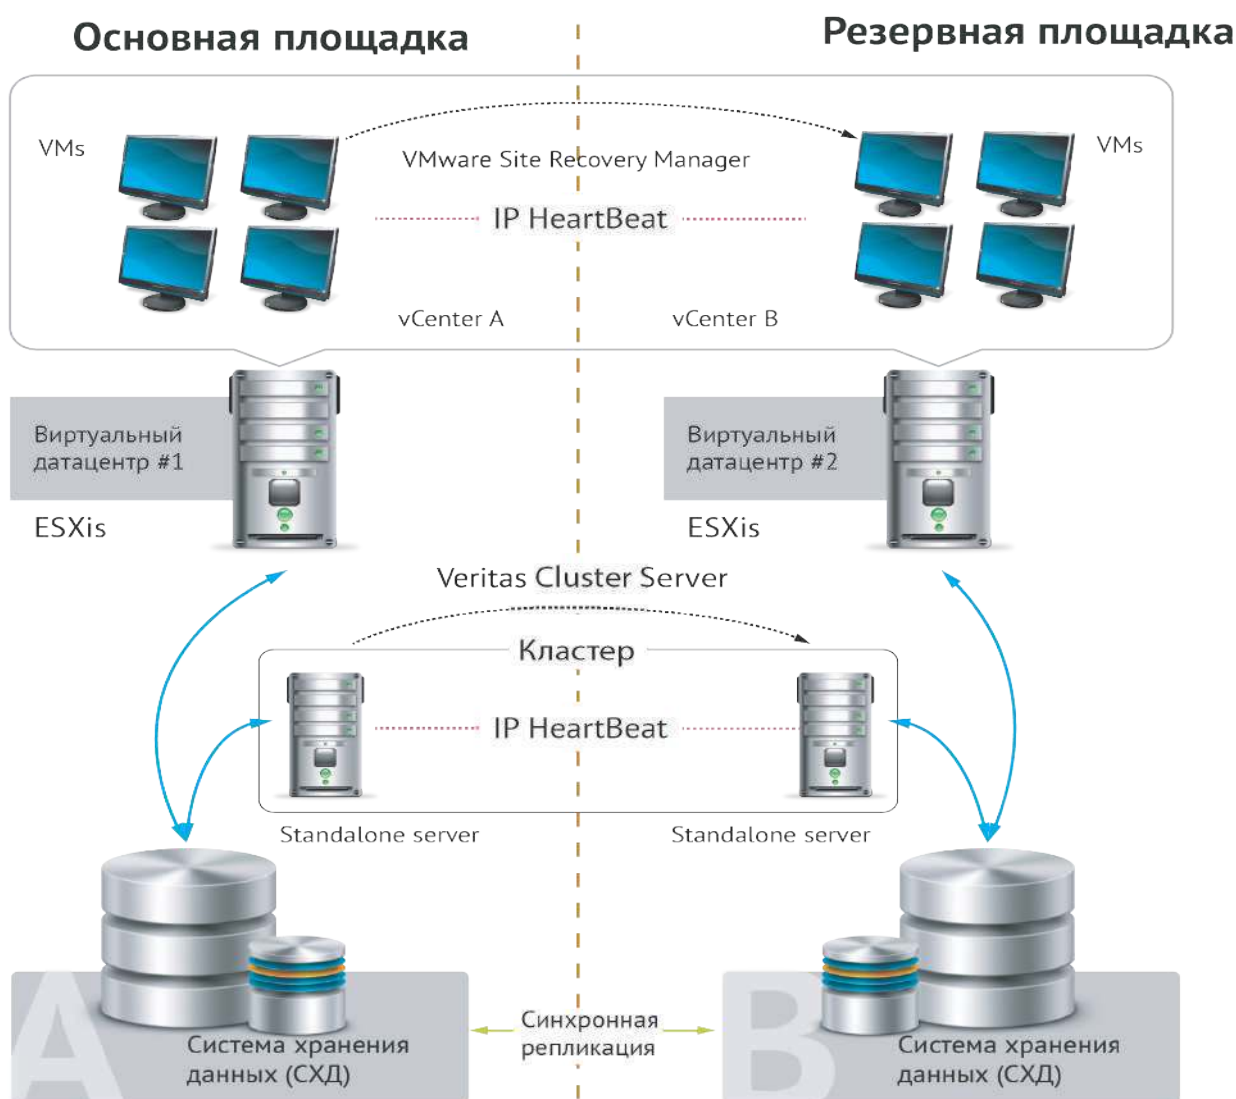 Основная площадка
Резервная площадка
VMs
VMs
VMware Site Recovery Manager
IP HeartBeat
vCenter A
vCenter B
Виртуальный
датацентр #1
Виртуальный
датацентр #2
ESXis
ESXis
Veritas Cluster Server
Кластер
IP HeartBeat
Standalone server
Standalone server
A
B
Синхронная
репликация
Система хранения
данных (СХД)
Система хранения
данных (СХД)